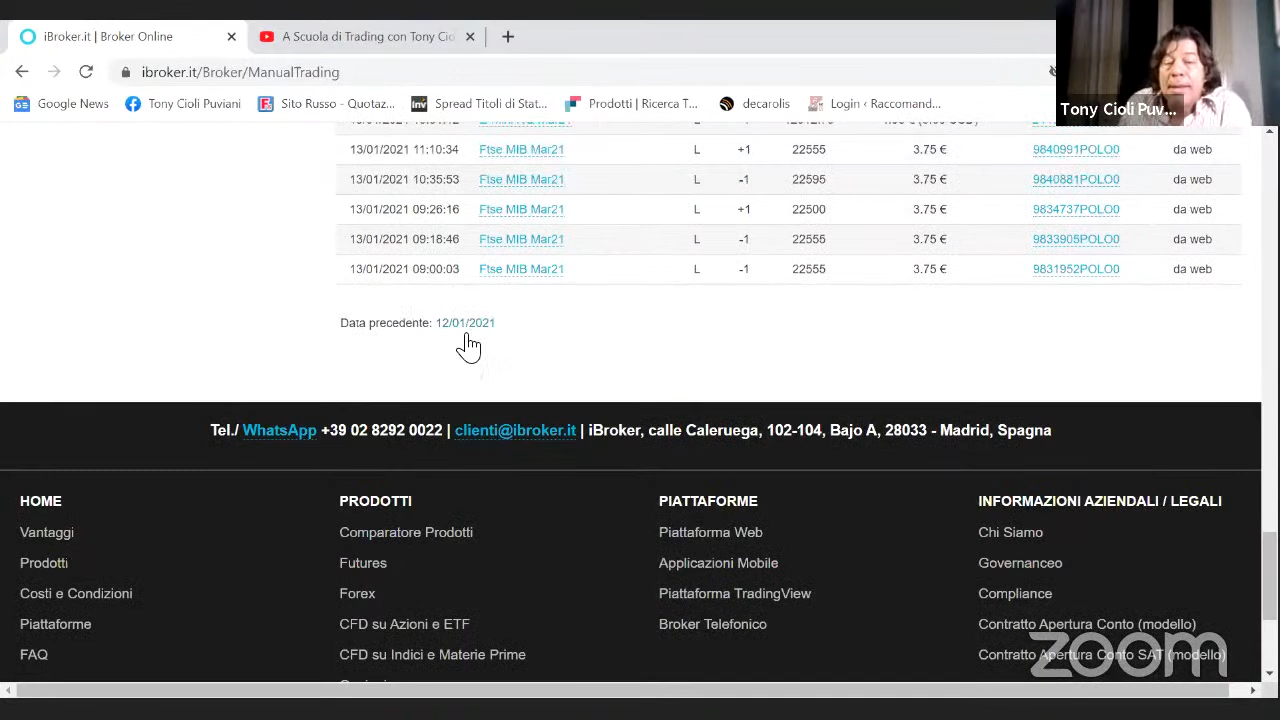 iBroker.it | Broker Online
A Scuola di Trading con Tony Cio
ibroker.it/Broker/ManualTrading
Google News
Tony Cioli Puviani
Sito Russo - Quotaz...
Spread Titoli di Stat...
Prodotti | Ricerca T...
decarolis
Login ‹ Raccomand...
Tony Cioli Puv...
13/01/2021 11:10:34 Ftse MIB Mar21 L +1 22555 3.75 € 9840991POLO0 da web
13/01/2021 10:35:53 Ftse MIB Mar21 L -1 22595 3.75 € 9840881POLO0 da web
13/01/2021 09:26:16 Ftse MIB Mar21 L +1 22500 3.75 € 9834737POLO0 da web
13/01/2021 09:18:46 Ftse MIB Mar21 L -1 22555 3.75 € 9833905POLO0 da web
13/01/2021 09:00:03 Ftse MIB Mar21 L -1 22555 3.75 € 9831952POLO0 da web
Data precedente: 12/01/2021
Tel./ WhatsApp +39 02 8292 0022 | clienti@ibroker.it | iBroker, calle Caleruega, 102-104, Bajo A, 28033 - Madrid, Spagna
HOME
Vantaggi
Prodotti
Costi e Condizioni
Piattaforme
FAQ
PRODOTTI
Comparatore Prodotti
Futures
Forex
CFD su Azioni e ETF
CFD su Indici e Materie Prime
PIATTAFORME
Piattaforma Web
Applicazioni Mobile
Piattaforma TradingView
Broker Telefonico
INFORMAZIONI AZIENDALI / LEGALI
Chi Siamo
Governanceo
Compliance
Contratto Apertura Conto (modello)
Contratto Apertura Conto SAT (modello)
zoom